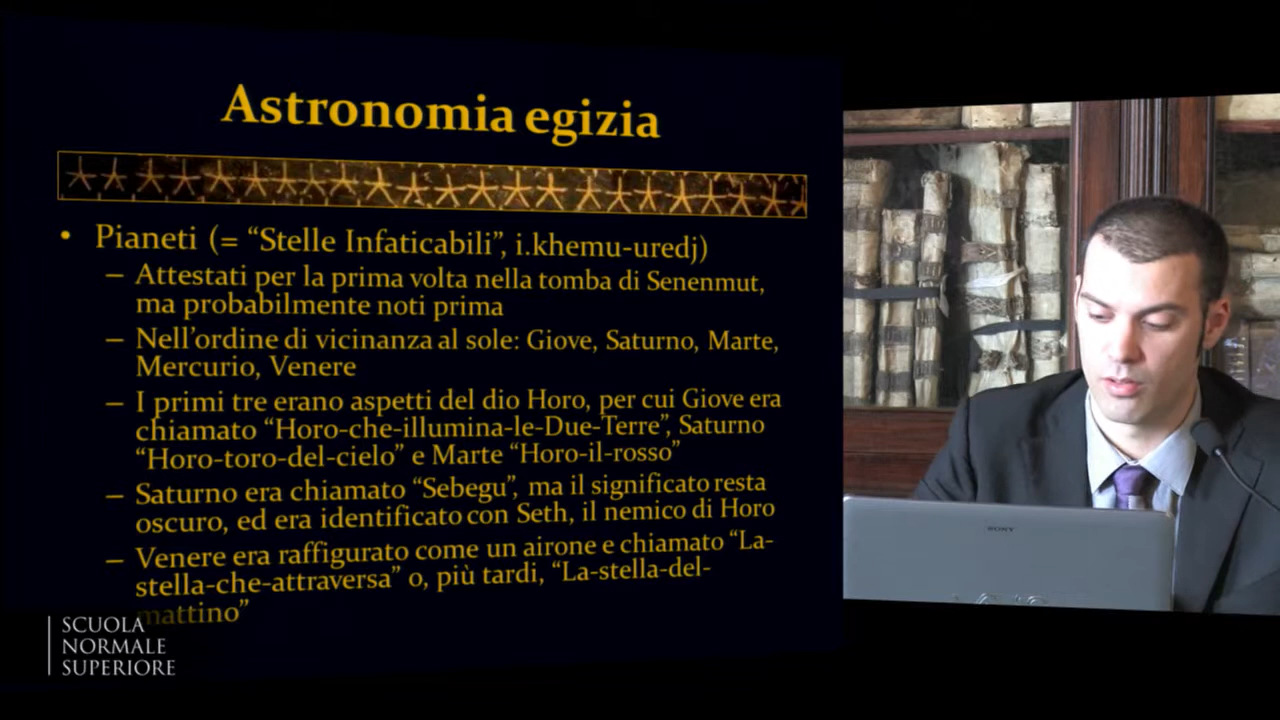 Astronomia egizia
• Pianeti (= “Stelle Infaticabili”, i.khemu-uredj)
– Attestati per la prima volta nella tomba di Senenmut,
ma probabilmente noti prima
– Nell’ordine di vicinanza al sole: Giove, Saturno, Marte,
Mercurio, Venere
– I primi tre erano aspetti del dio Horo, per cui Giove era
chiamato “Horo-che-illumina-le-Due-Terre”, Saturno
“Horo-toro-del-cielo” e Marte “Horo-il-rosso”
– Saturno era chiamato “Sebegu”, ma il significato resta
oscuro, ed era identificato con Seth, il nemico di Horo
– Venere era raffigurato come un airone e chiamato “La-
stella-che-attraversa” o, più tardi, “La-stella-del-
mattino”
SCUOLA
NORMALE
SUPERIORE
SONY